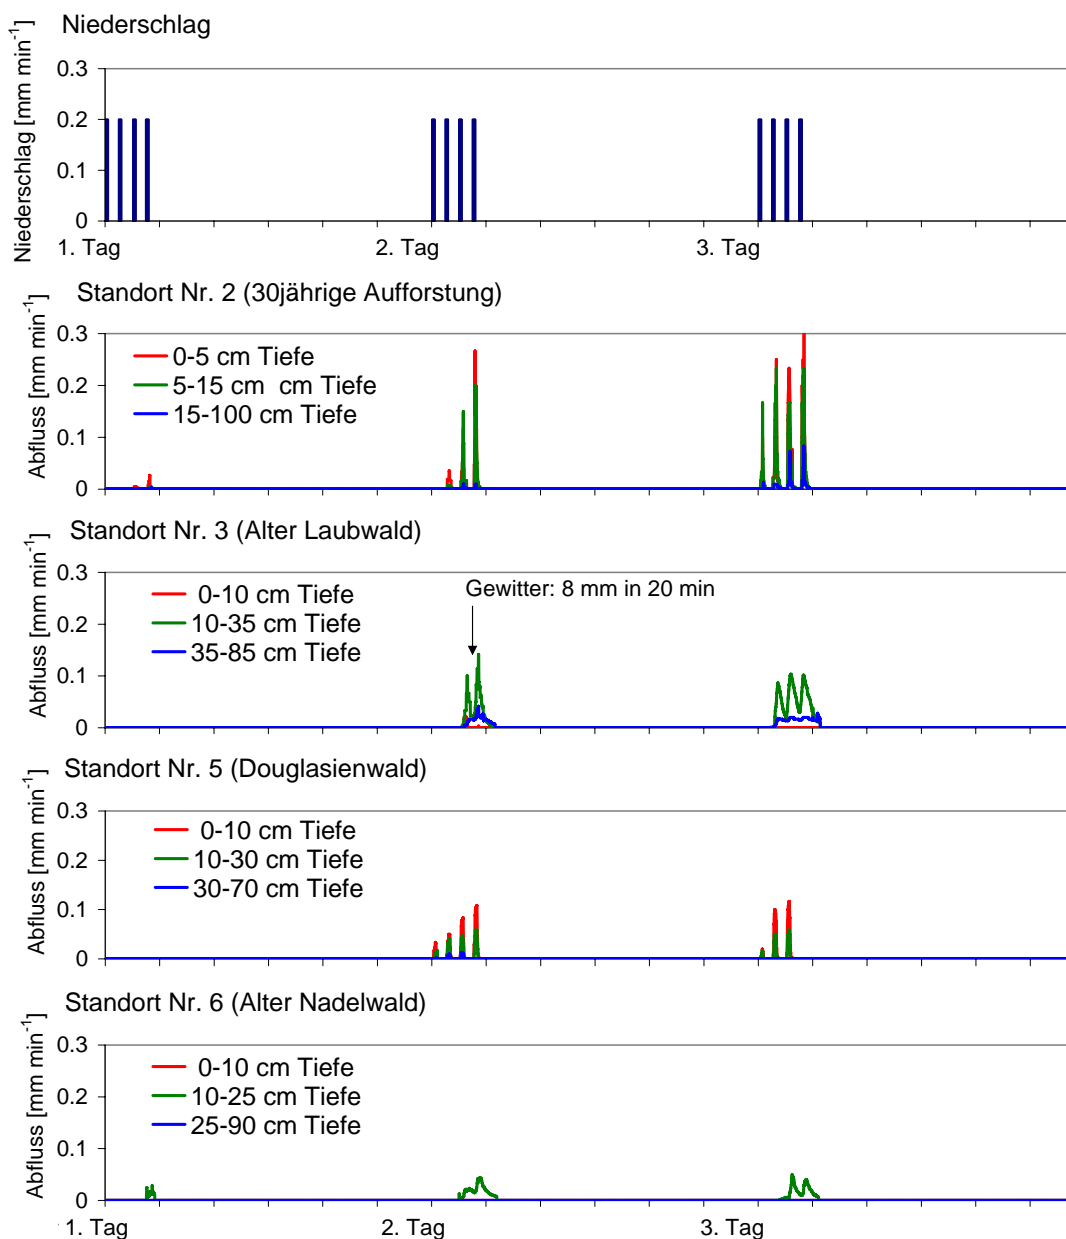 Niederschlag
Niederschlag [mm min-1]
0.3
0.2
0.1
0
1. Tag 2. Tag 3. Tag
Standort Nr. 2 (30jährige Aufforstung)
Abfluss [mm min-1]
0.3
0.2
0.1
0
0-5 cm Tiefe
5-15 cm cm Tiefe
15-100 cm Tiefe
Standort Nr. 3 (Alter Laubwald)
Abfluss [mm min-1]
0.3
0.2
0.1
0
0-10 cm Tiefe
10-35 cm Tiefe
35-85 cm Tiefe
Gewitter: 8 mm in 20 min
Standort Nr. 5 (Douglasienwald)
Abfluss [mm min-1]
0.3
0.2
0.1
0
0-10 cm Tiefe
10-30 cm Tiefe
30-70 cm Tiefe
Standort Nr. 6 (Alter Nadelwald)
Abfluss [mm min-1]
0.3
0.2
0.1
0
0-10 cm Tiefe
10-25 cm Tiefe
25-90 cm Tiefe
1. Tag 2. Tag 3. Tag